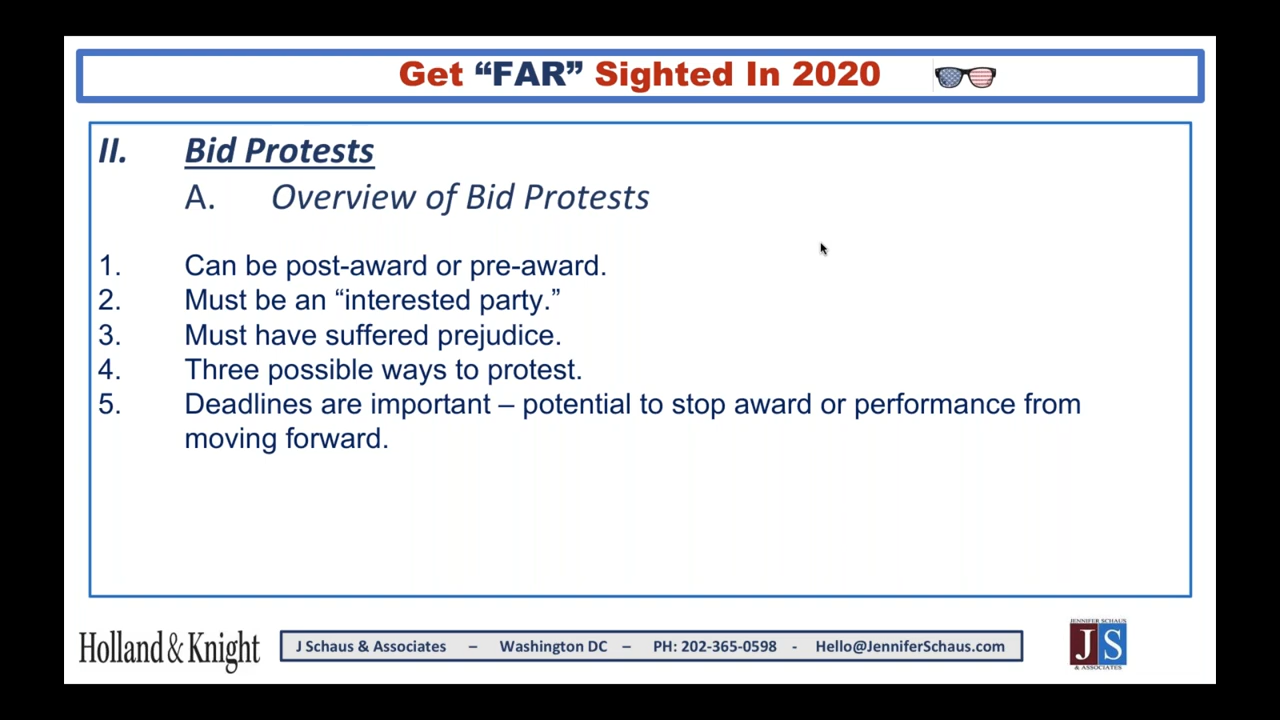 Get “FAR” Sighted In 2020
II. Bid Protests
A. Overview of Bid Protests
1. Can be post-award or pre-award.
2. Must be an “interested party.”
3. Must have suffered prejudice.
4. Three possible ways to protest.
5. Deadlines are important – potential to stop award or performance from
moving forward.
Holland & Knight
J Schaus & Associates – Washington DC – PH: 202-365-0598 - Hello@JenniferSchaus.com
JENNIFER SCHAUS
JS
& ASSOCIATES